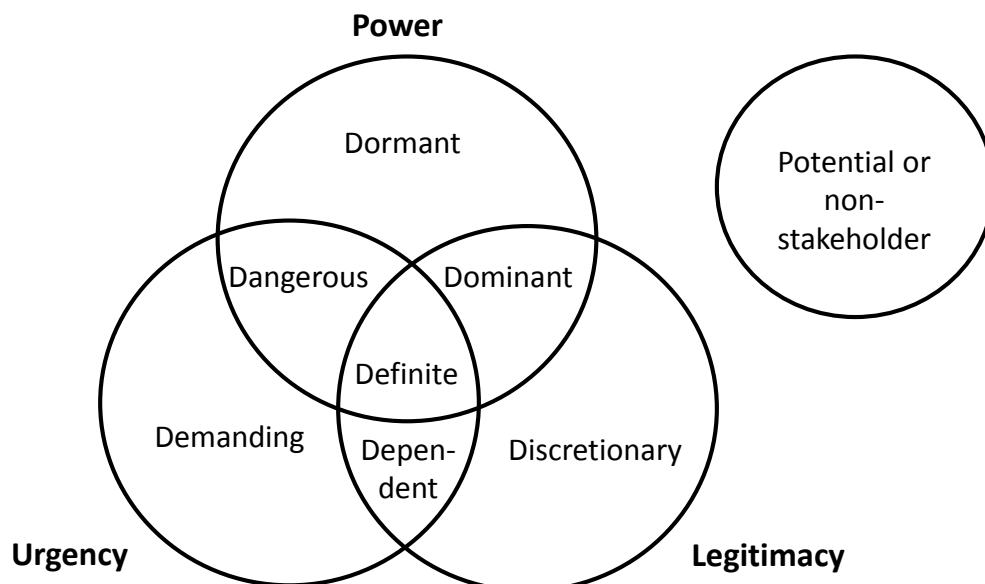 Power
Dormant
Potential or
non-
stakeholder
Dangerous
Dominant
Definite
Demanding
Depen-
dent
Discretionary
Urgency
Legitimacy